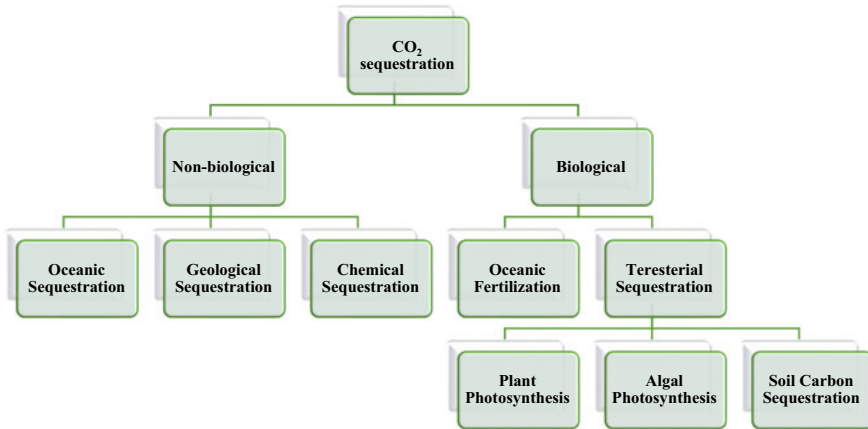 CO₂
sequestration
Non-biological
Biological
Oceanic
Sequestration
Geological
Sequestration
Chemical
Sequestration
Oceanic
Fertilization
Teresterial
Sequestration
Plant
Photosynthesis
Algal
Photosynthesis
Soil Carbon
Sequestration